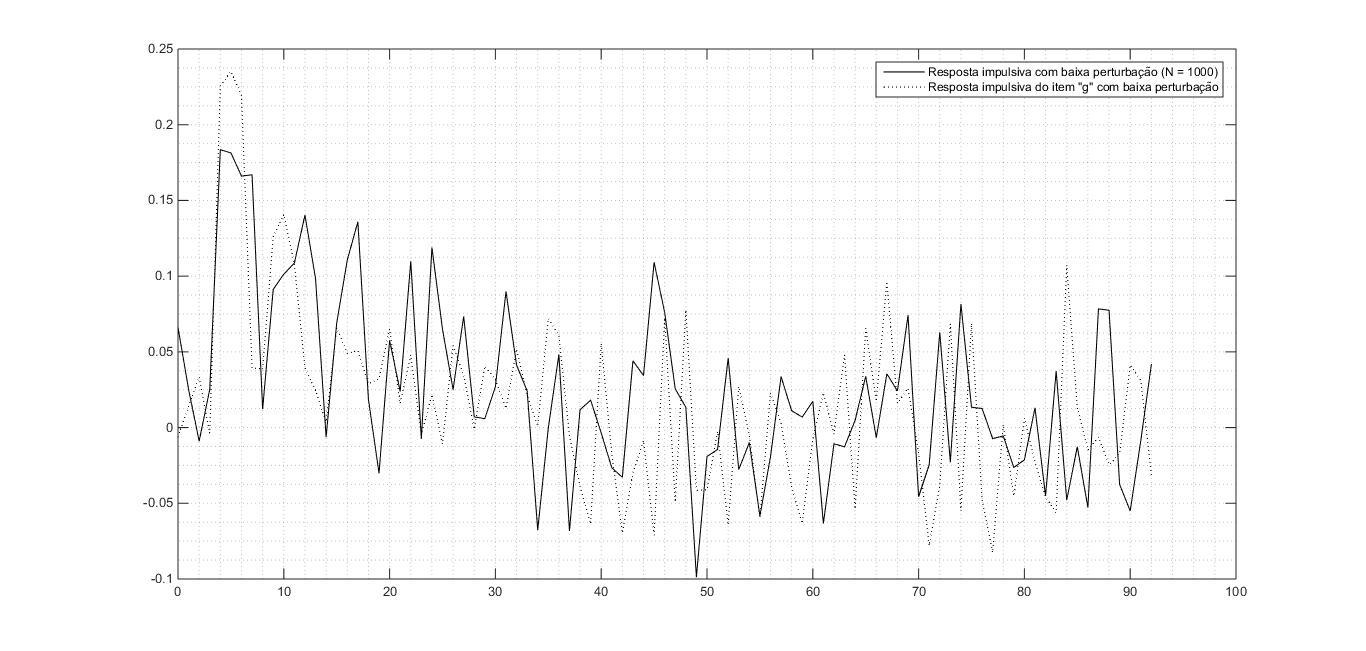 0.25
0.2
0.15
0.1
0.05
0
-0.05
-0.1
0 10 20 30 40 50 60 70 80 90 100
Resposta impulsiva com baixa perturbação (N = 1000)
Resposta impulsiva do item "g" com baixa perturbação